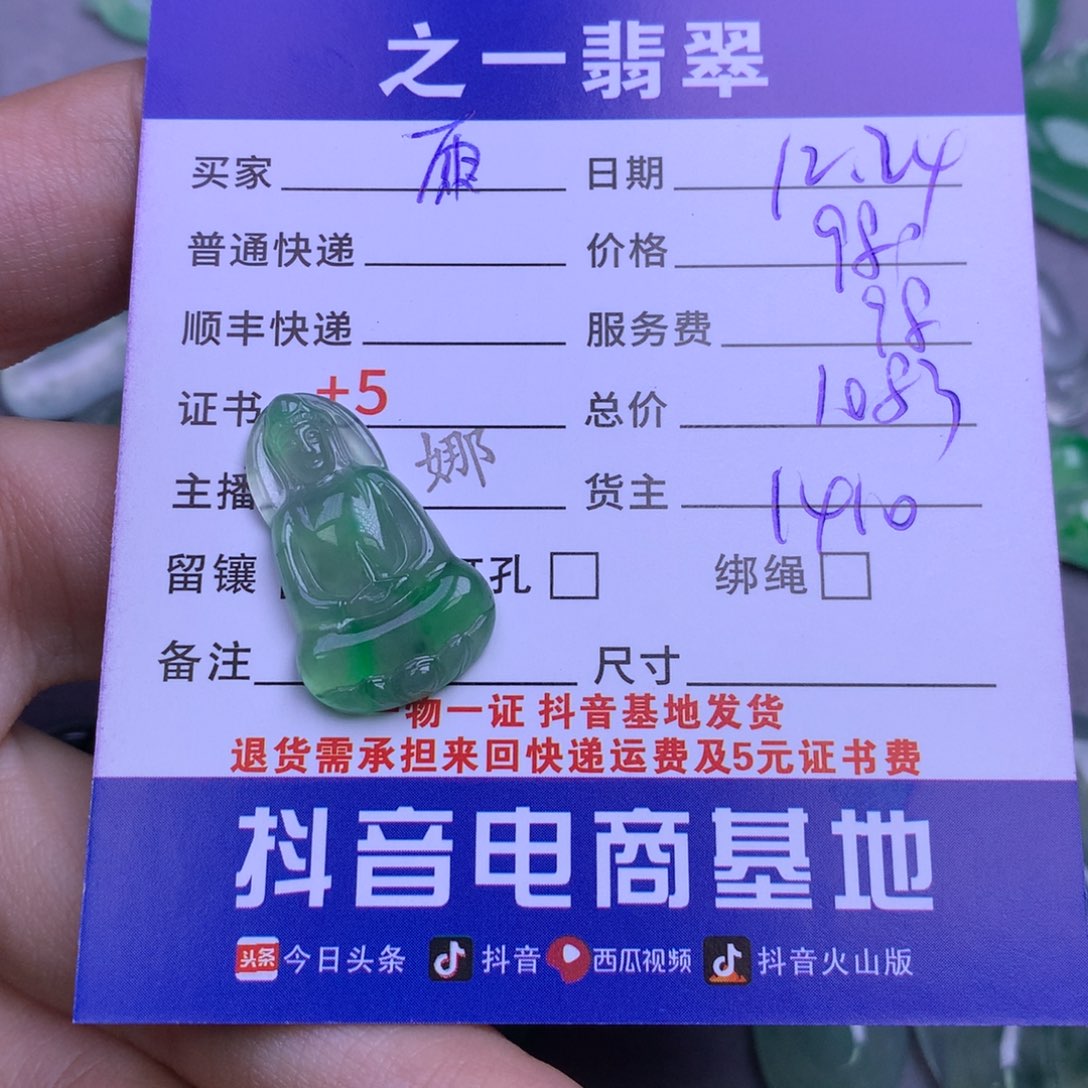 之一翡翠
买家 日期 12.24
普通快递 价格 980
顺丰快递 服务费 98
证书 +5 总价 1083
主播 娜 货主 1410
留镶 孔 绑绳
备注 尺寸
物一证 抖音基地发货
退货需承担来回快递运费及5元证书费
抖音电商基地
头条 今日头条 抖音 西瓜视频 抖音火山版